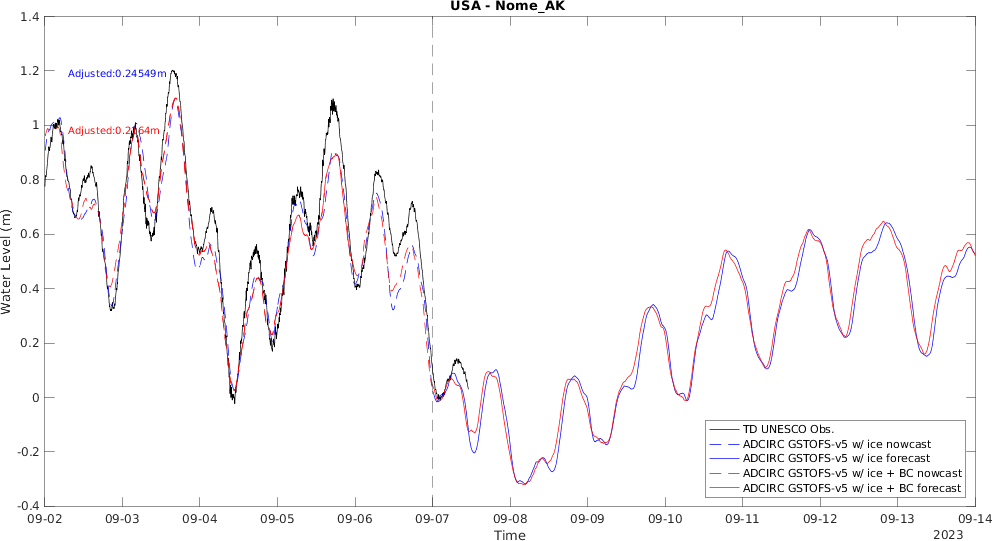 USA - Nome_AK
1.4
1.2
1
0.8
0.6
0.4
0.2
0
-0.2
-0.4
Water Level (m)
Adjusted:0.24549m
TD UNESCO Obs.
ADCIRC GSTOFS-v5 w/ ice nowcast
ADCIRC GSTOFS-v5 w/ ice forecast
ADCIRC GSTOFS-v5 w/ ice + BC nowcast
ADCIRC GSTOFS-v5 w/ ice + BC forecast
09-02 09-03 09-04 09-05 09-06 09-07 09-08 09-09 09-10 09-11 09-12 09-13 09-14
Time
2023